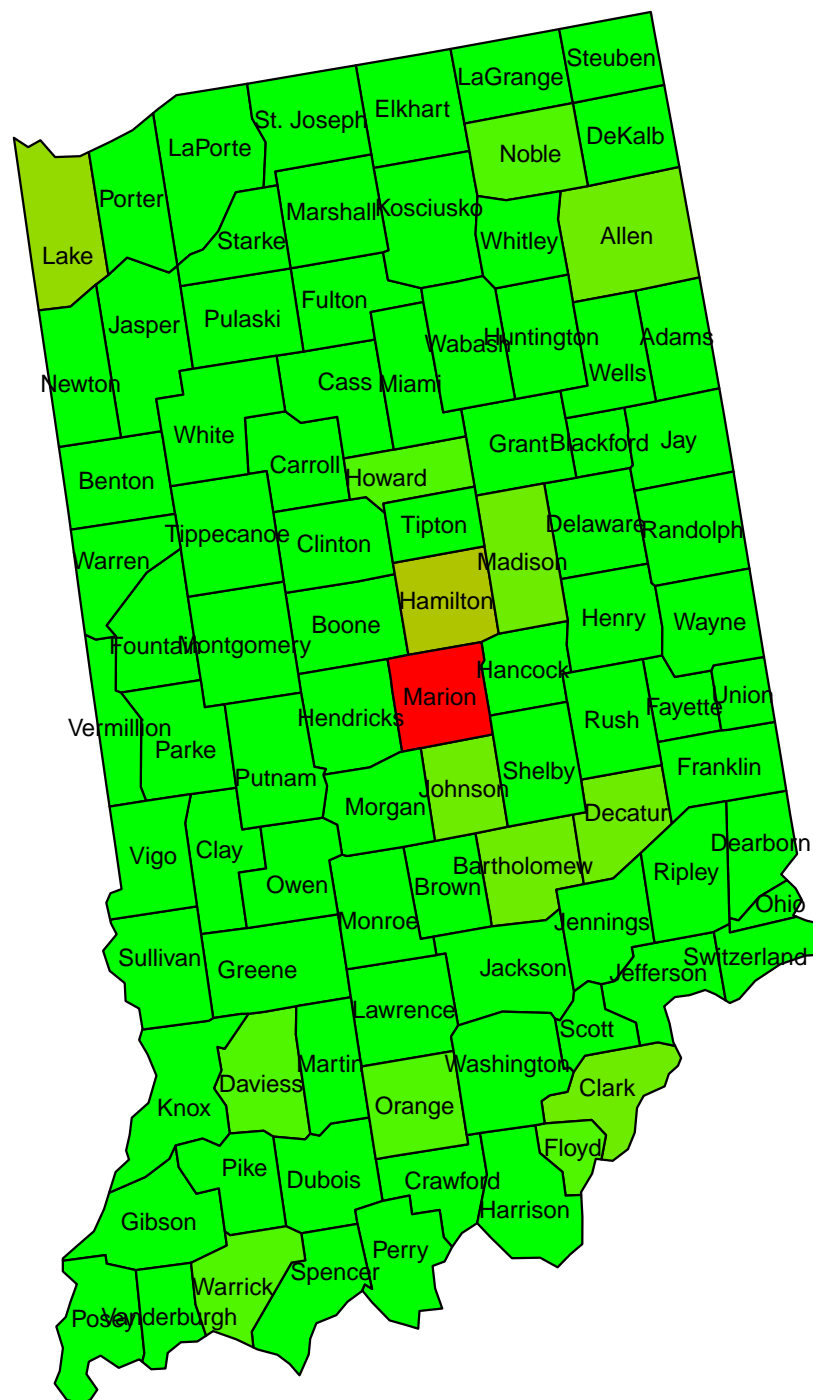 Steuben
LaGrange
Elkhart
St. Joseph
DeKalb
LaPorte
Noble
Porter
Kosciusko
Marshall
Allen
Starke
Whitley
Lake
Fulton
Pulaski
Jasper
Adams
Huntington
Wabash
Wells
Newton
Cass
Miami
White
Grant
Blackford
Jay
Carroll
Howard
Benton
Tipton
Delaware
Randolph
Tippecanoe
Clinton
Warren
Madison
Hamilton
Henry
Wayne
Boone
Fountain
Montgomery
Hancock
Marion
Union
Fayette
Hendricks
Rush
Vermillion
Parke
Franklin
Shelby
Putnam
Johnson
Morgan
Decatur
Dearborn
Clay
Vigo
Bartholomew
Ripley
Owen
Brown
Ohio
Monroe
Jennings
Sullivan
Switzerland
Greene
Jackson
Jefferson
Lawrence
Scott
Martin
Washington
Daviess
Clark
Knox
Orange
Floyd
Pike
Dubois
Crawford
Harrison
Gibson
Perry
Spencer
Warrick
Posey
Vanderburgh